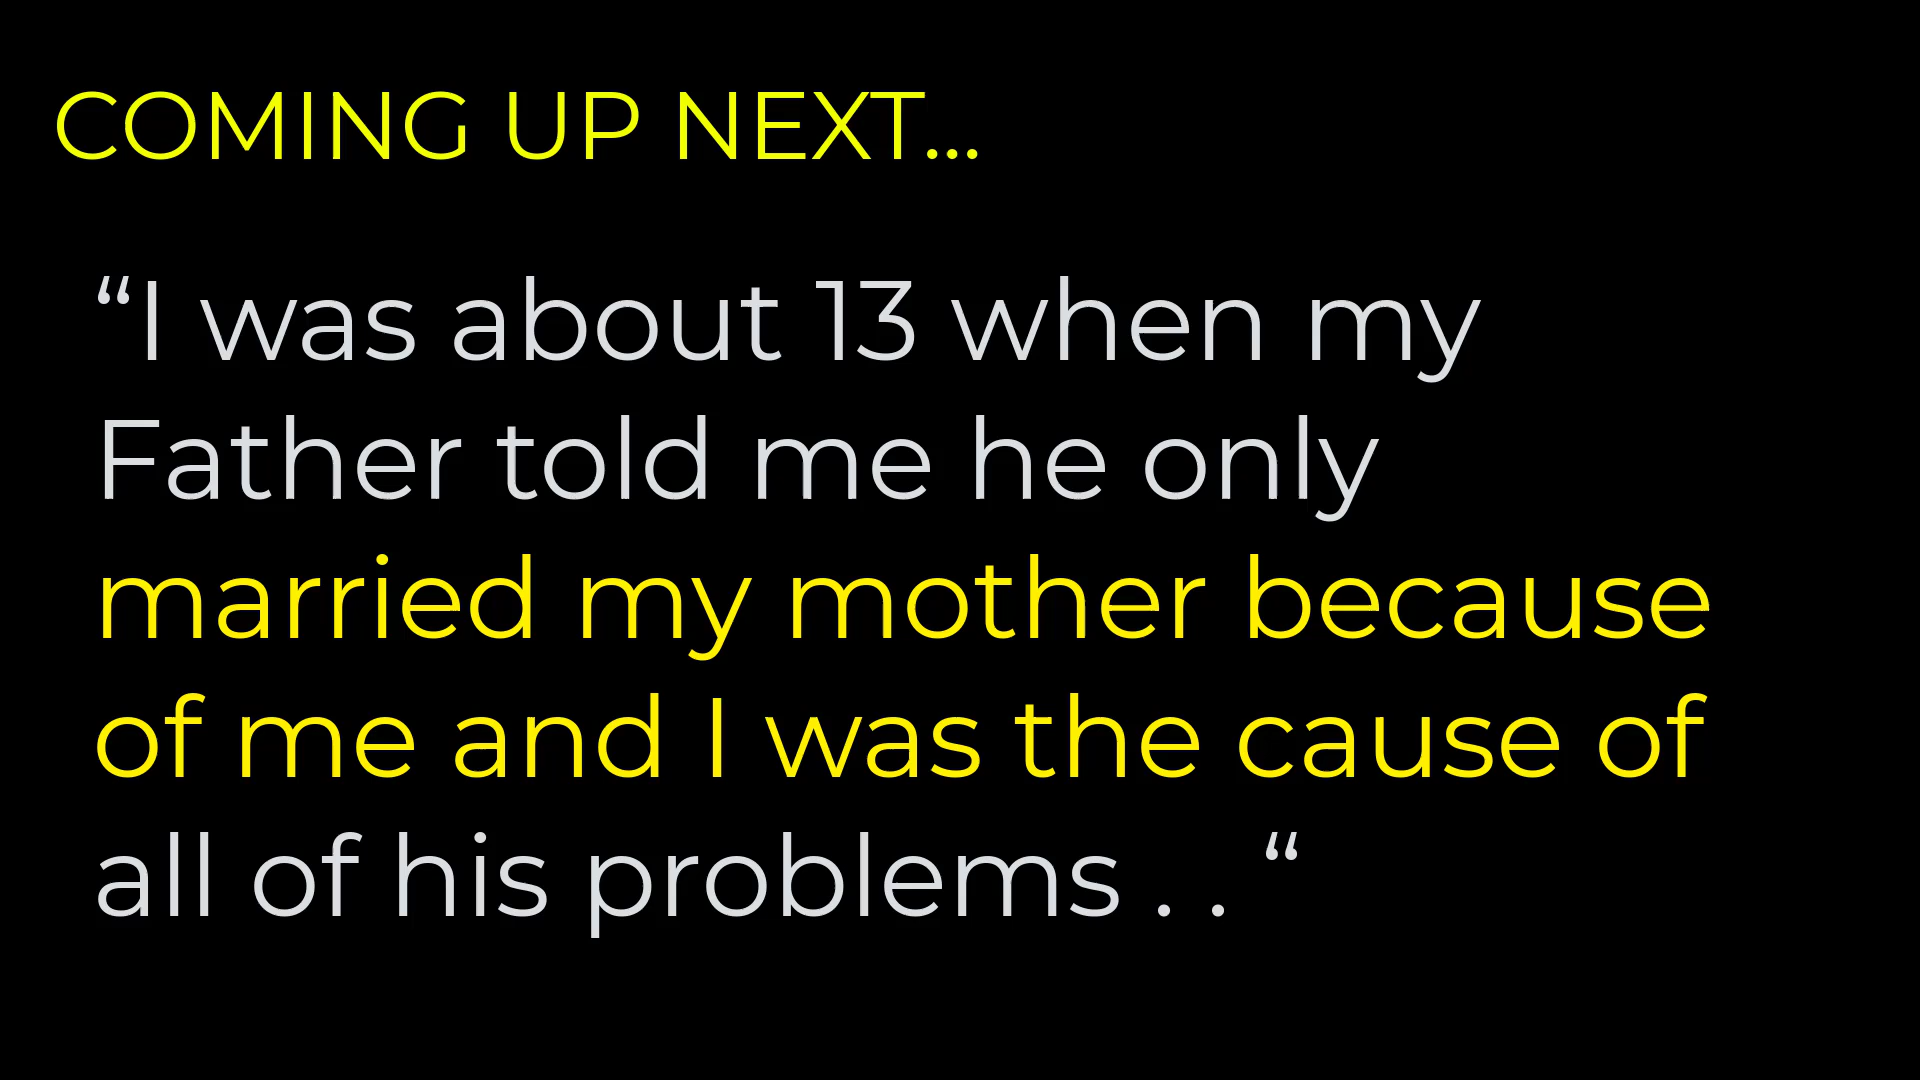 COMING UP NEXT...
“I was about 13 when my
Father told me he only
married my mother because
of me and I was the cause of
all of his problems . . “